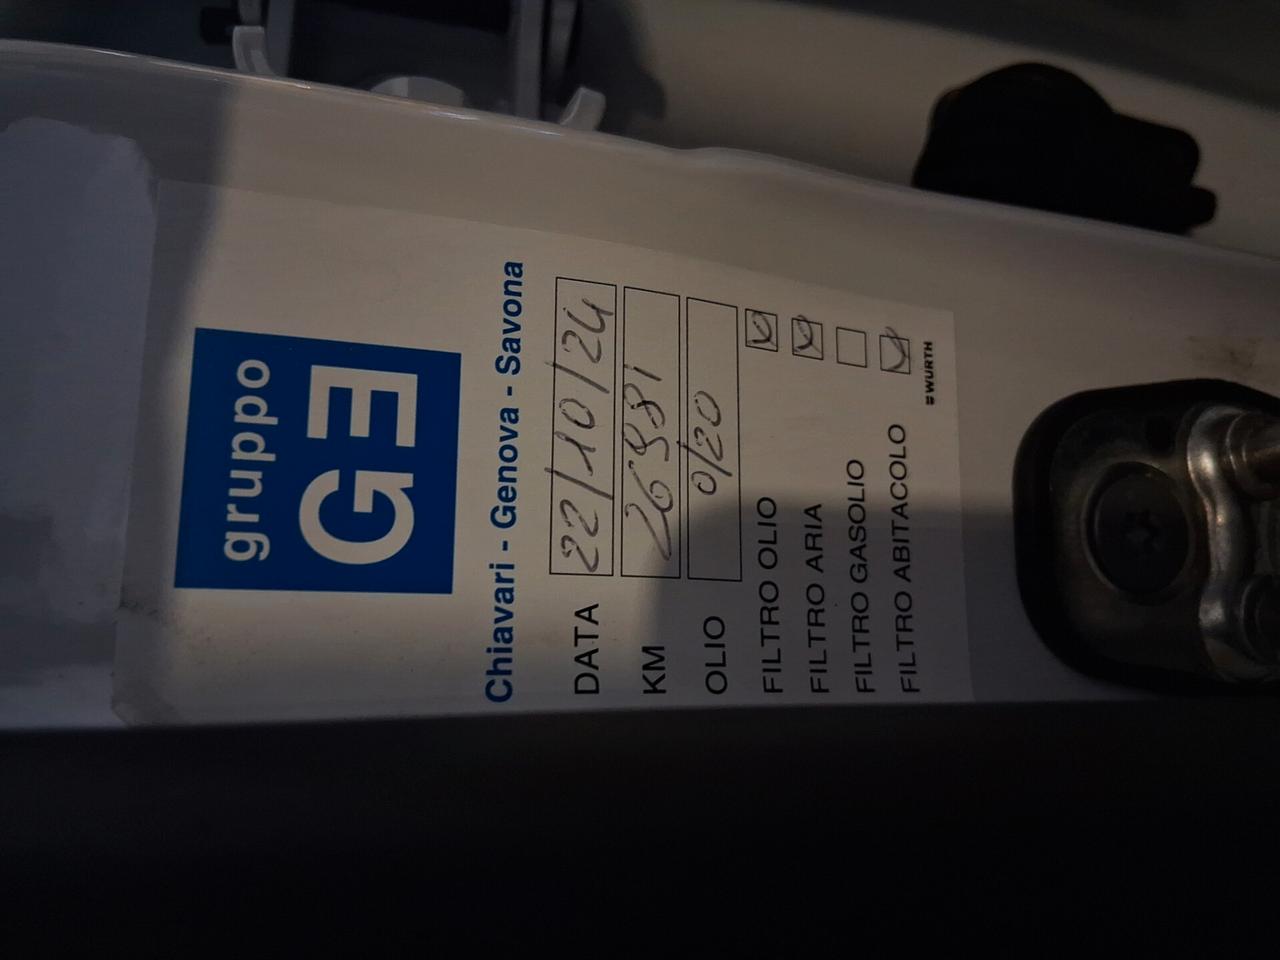 gruppo
GE
Chiavari - Genova - Savona
DATA 22/10/24
KM
OLIO 0/20
FILTRO OLIO
FILTRO ARIA
FILTRO GASOLIO
FILTRO ABITACOLO
WÜRTH